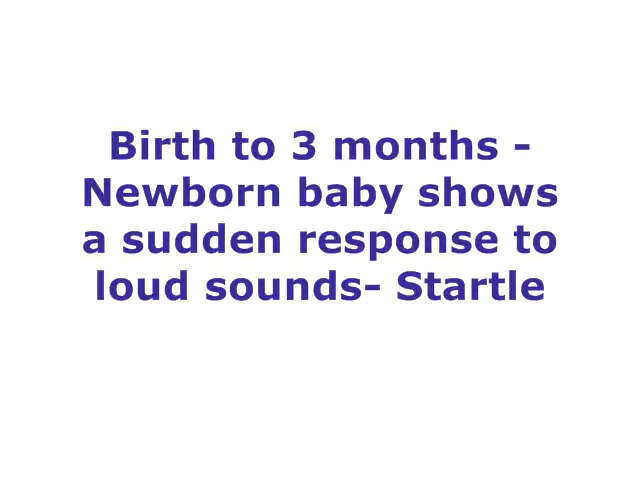 Birth to 3 months -
Newborn baby shows
a sudden response to
loud sounds- Startle